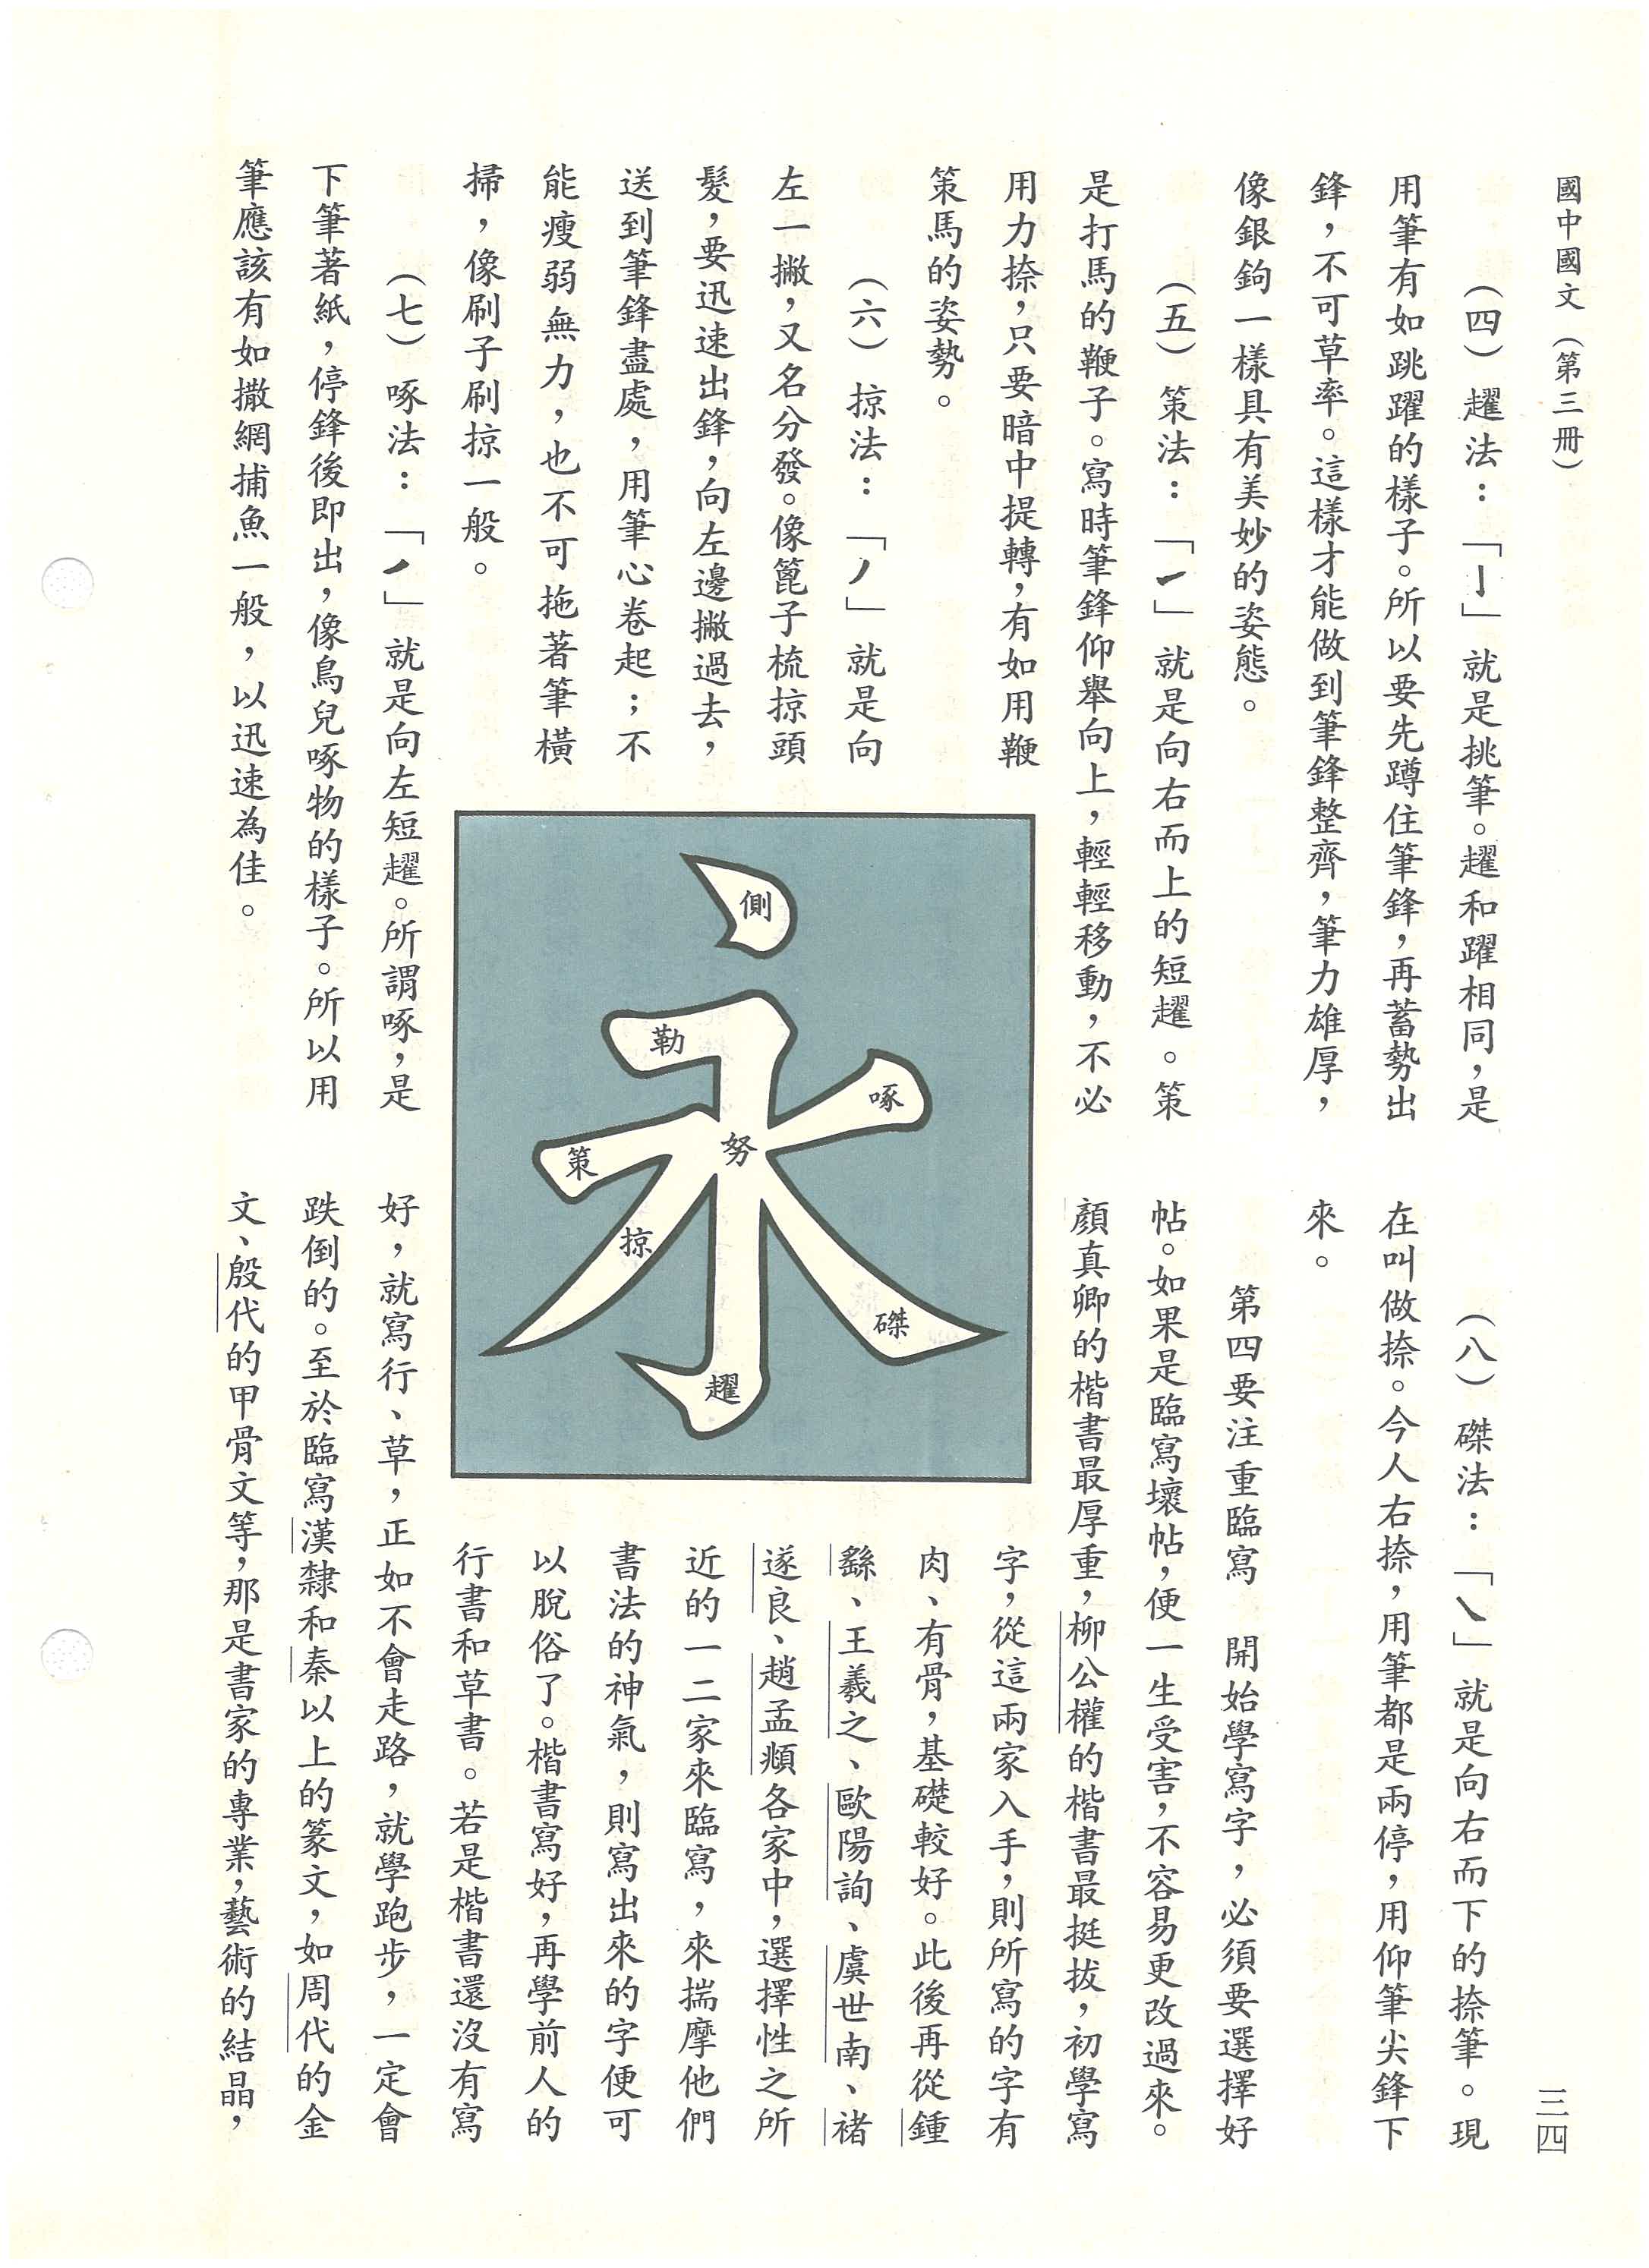 國中國文（第三冊）
三四
（四）趯法：「亅」就是挑筆。趯和躍相同，是
用筆有如跳躍的樣子。所以要先蹲住筆鋒，再蓄勢出
鋒，不可草率。這樣才能做到筆鋒整齊，筆力雄厚，
像銀鉤一樣具有美妙的姿態。
（五）策法：「㇀」就是向右而上的短趯。策
是打馬的鞭子。寫時筆鋒仰舉向上，輕輕移動，不必
用力捺，只要暗中提轉，有如用鞭
策馬的姿勢。
（六）掠法：「丿」就是向
左一撇，又名分發。像篦子梳掠頭
髮，要迅速出鋒，向左邊撇過去，
送到筆鋒盡處，用筆心卷起；不
能瘦弱無力，也不可拖著筆橫
掃，像刷子刷掠一般。
（七）啄法：「㇒」就是向左短趯。所謂啄，是
下筆著紙，停鋒後即出，像鳥兒啄物的樣子。所以用
筆應該有如撒網捕魚一般，以迅速為佳。
側
勒
啄
努
策
掠
磔
趯
（八）磔法：「㇏」就是向右而下的捺筆。現
在叫做捺。今人右捺，用筆都是兩停，用仰筆尖鋒下
來。
第四要注重臨寫　開始學寫字，必須要選擇好
帖。如果是臨寫壞帖，便一生受害，不容易更改過來。
顏真卿的楷書最厚重，柳公權的楷書最挺拔，初學寫
字，從這兩家入手，則所寫的字有
肉、有骨，基礎較好。此後再從鍾
繇、王羲之、歐陽詢、虞世南、褚
遂良、趙孟頫各家中，選擇性之所
近的一二家來臨寫，來揣摩他們
書法的神氣，則寫出來的字便可
以脫俗了。楷書寫好，再學前人的
行書和草書。若是楷書還沒有寫
好，就寫行、草，正如不會走路，就學跑步，一定會
跌倒的。至於臨寫漢隸和秦以上的篆文，如周代的金
文、殷代的甲骨文等，那是書家的專業，藝術的結晶，